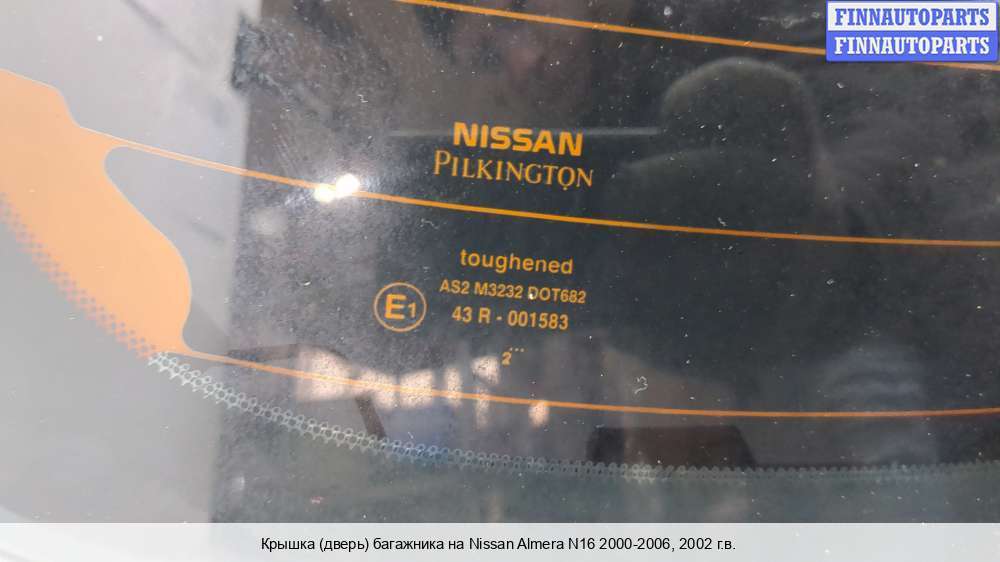 FINNAUTOPARTS
FINNAUTOPARTS
NISSAN
PILKINGTON
toughened
AS2 M3232 DOT682
E1
43 R - 001583
2
Крышка (дверь) багажника на Nissan Almera N16 2000-2006, 2002 г.в.